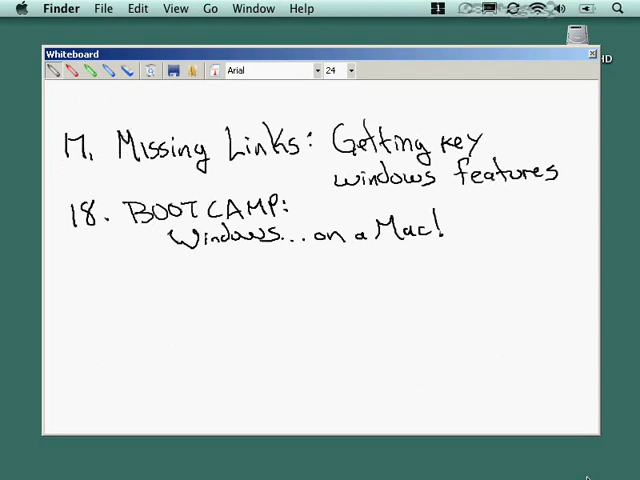 Finder File Edit View Go Window Help
HD
Whiteboard
Arial 24
17. Missing Links: Getting key
windows features
18. BOOTCAMP:
Windows... on a Mac!